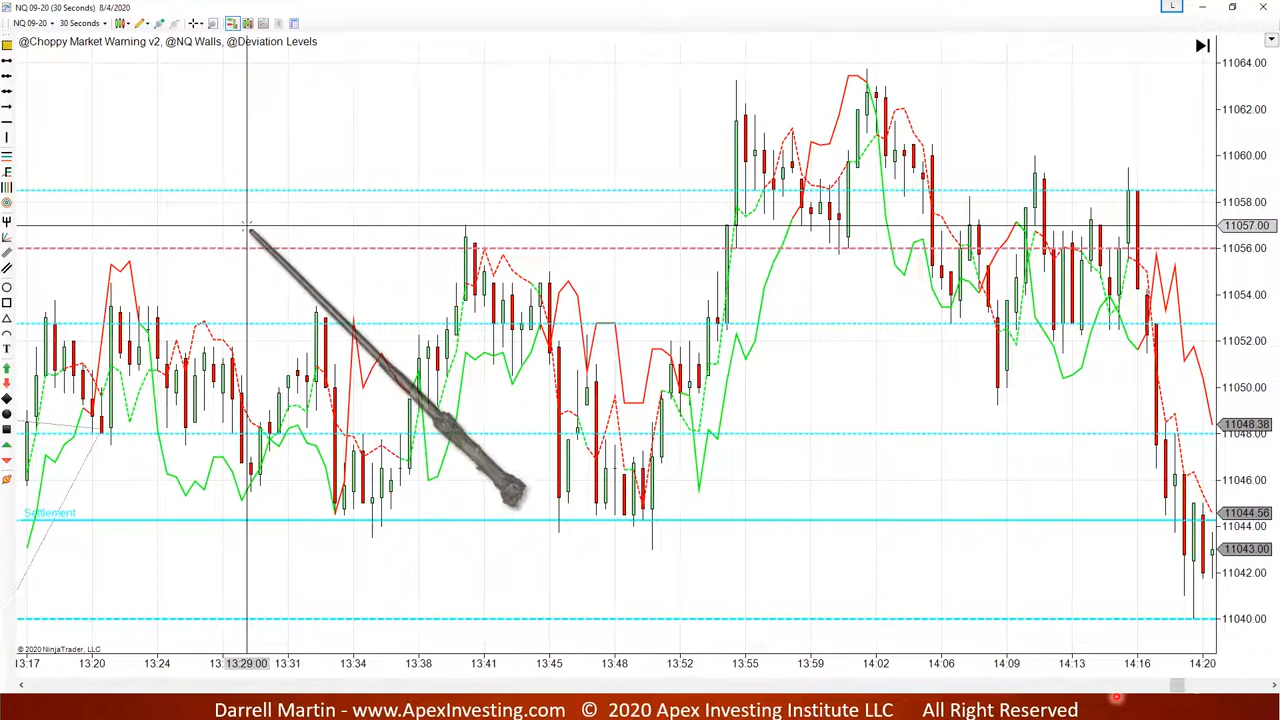 NQ 09-20 (30 Seconds) 8/4/2020
L
NQ 09-20 30 Seconds
@Choppy Market Warning v2, @NQ Walls, @Deviation Levels
11064.00
11062.00
11060.00
11058.00
11057.00
11056.00
11054.00
11052.00
11050.00
11048.38
11048.00
11046.00
Settlement
11044.56
11044.00
11043.00
11042.00
11040.00
© 2020 NinjaTrader, LLC
13:17 13:20 13:24 13:29:00 13:31 13:34 13:38 13:41 13:45 13:48 13:52 13:55 13:59 14:02 14:06 14:09 14:13 14:16 14:20
Darrell Martin - www.ApexInvesting.com © 2020 Apex Investing Institute LLC All Right Reserved